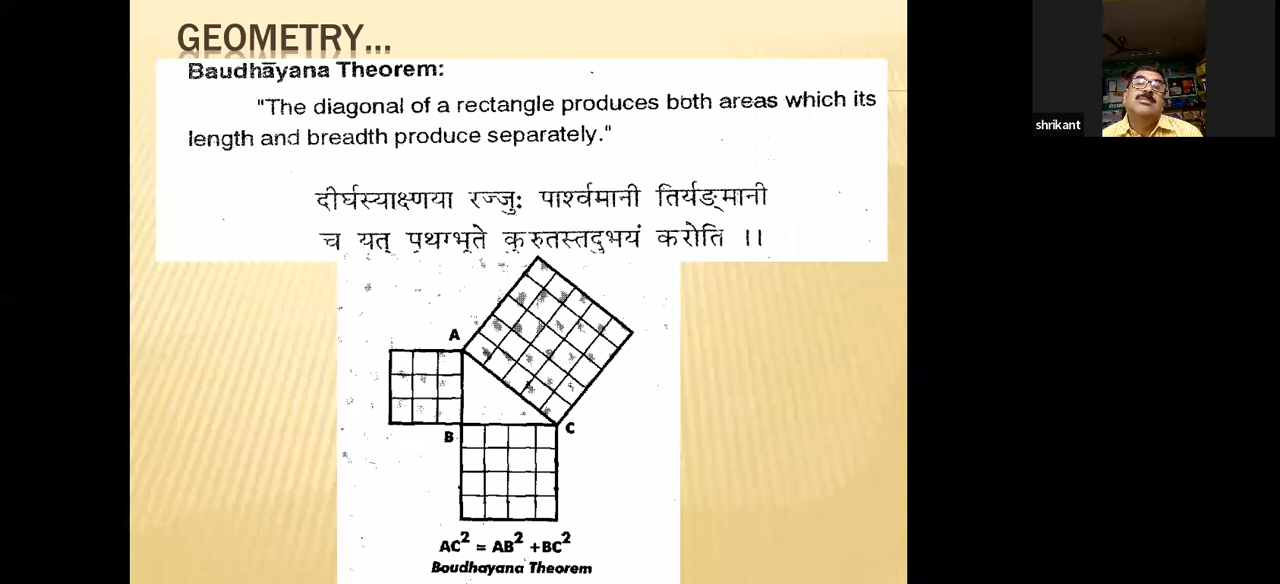 GEOMETRY...
Baudhāyana Theorem:
"The diagonal of a rectangle produces both areas which its
length and breadth produce separately."
दीर्घस्याक्ष्णया रज्जुः पार्श्वमानी तिर्यङ्मानी
च यत् पृथग्भूते कुरुतस्तदुभयं करोति ।।
A
B
C
AC² = AB² +BC²
Boudhayana Theorem
shrikant